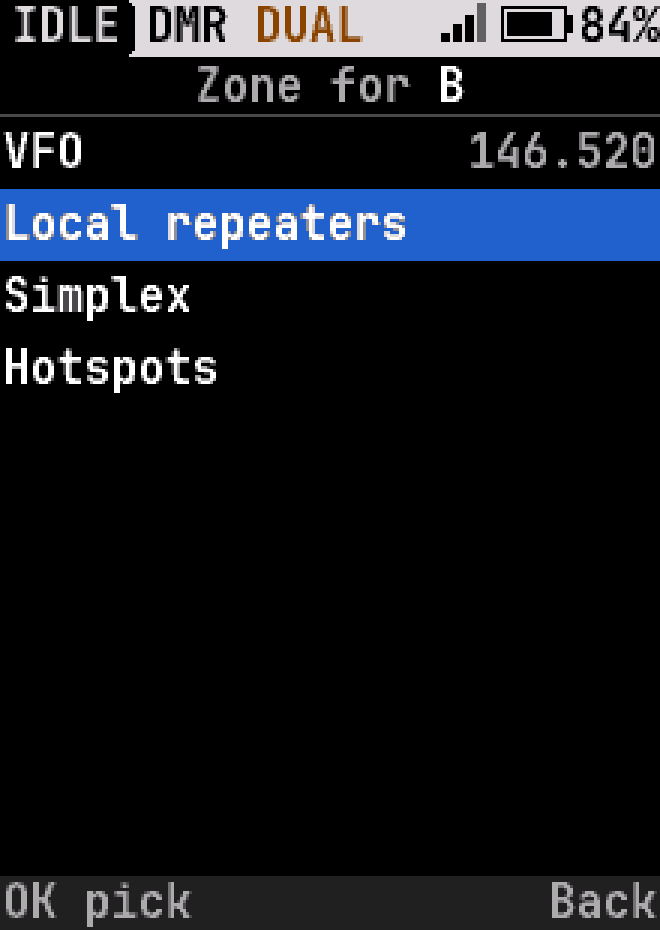 IDLE DMR DUAL 84%
Zone for B
VFO 146.520
Local repeaters
Simplex
Hotspots
OK pick Back